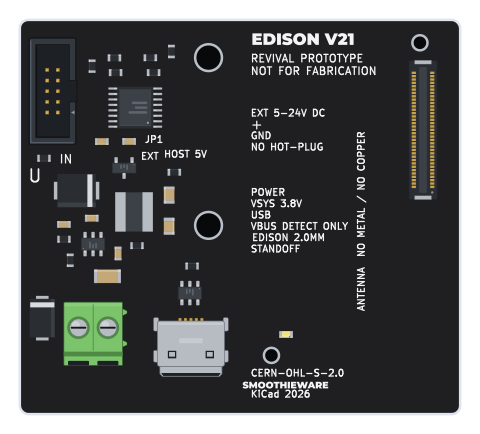 EDISON V21
REVIVAL PROTOTYPE
NOT FOR FABRICATION
EXT 5-24V DC
+
GND
NO HOT-PLUG
JP1
EXT HOST 5V
IN
U
POWER
VSYS 3.8V
USB
VBUS DETECT ONLY
EDISON 2.0MM
STANDOFF
ANTENNA NO METAL / NO COPPER
CERN-OHL-S-2.0
SMOOTHIEWARE
KiCad 2026